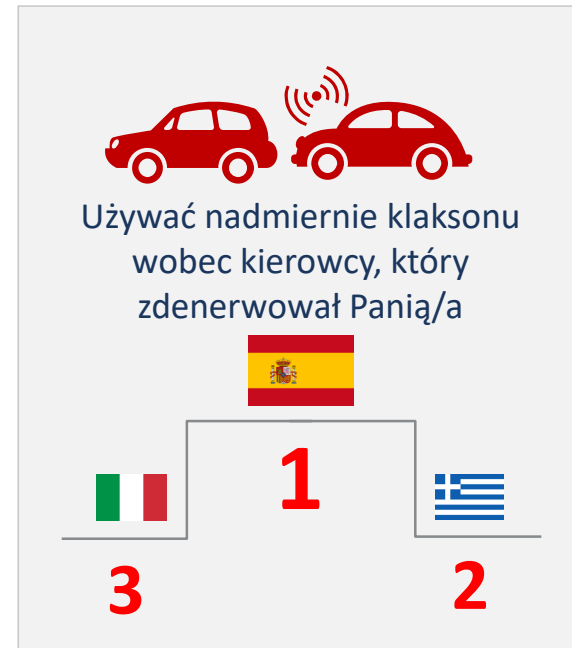 Używać nadmiernie klaksonu
wobec kierowcy, który
zdenerwował Panią/a
1
3
2